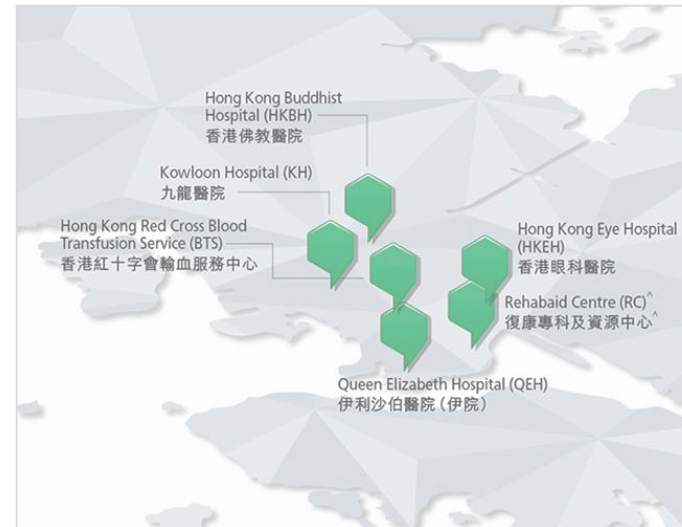 Hong Kong Buddhist
Hospital (HKBH)
香港佛教醫院
Kowloon Hospital (KH)
九龍醫院
Hong Kong Red Cross Blood
Transfusion Service (BTS)
香港紅十字會輸血服務中心
Hong Kong Eye Hospital
(HKEH)
香港眼科醫院
Rehabaid Centre (RC)^
復康專科及資源中心^
Queen Elizabeth Hospital (QEH)
伊利沙伯醫院（伊院）